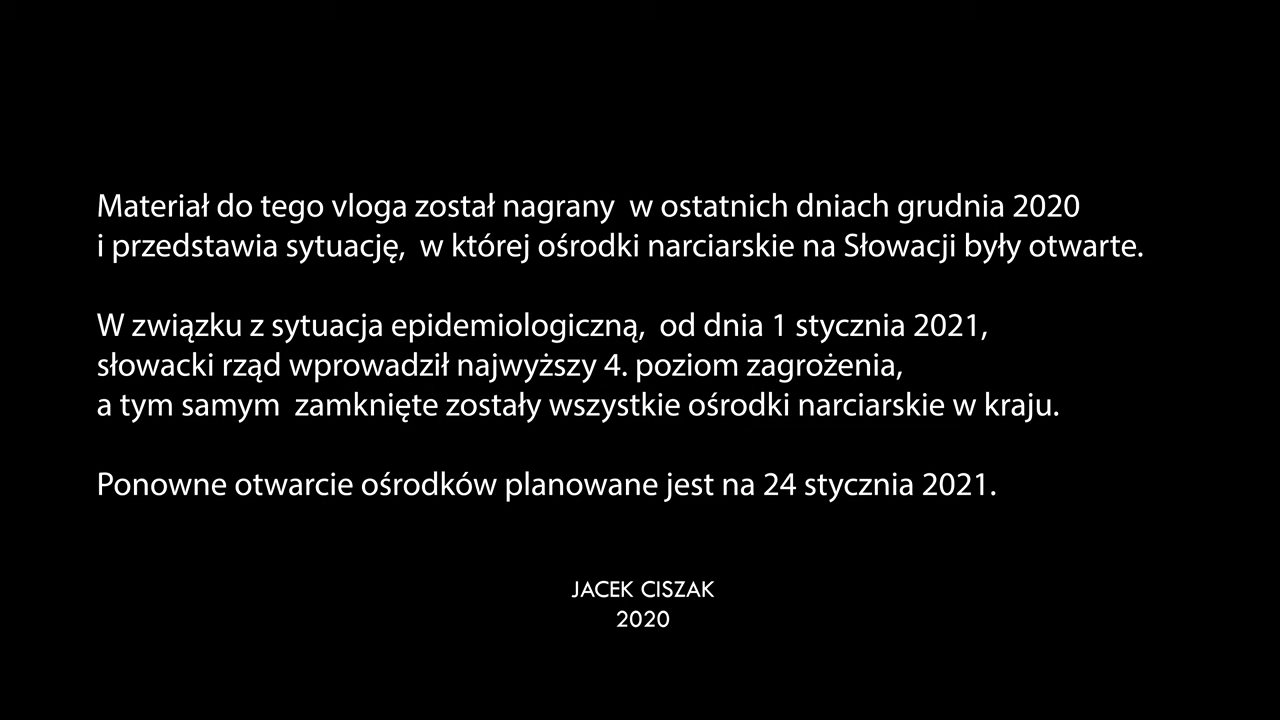 Materiał do tego vloga został nagrany  w ostatnich dniach grudnia 2020
i przedstawia sytuację,  w której ośrodki narciarskie na Słowacji były otwarte.
W związku z sytuacja epidemiologiczną,  od dnia 1 stycznia 2021,
słowacki rząd wprowadził najwyższy 4. poziom zagrożenia,
a tym samym  zamknięte zostały wszystkie ośrodki narciarskie w kraju.
Ponowne otwarcie ośrodków planowane jest na 24 stycznia 2021.
JACEK CISZAK
2020